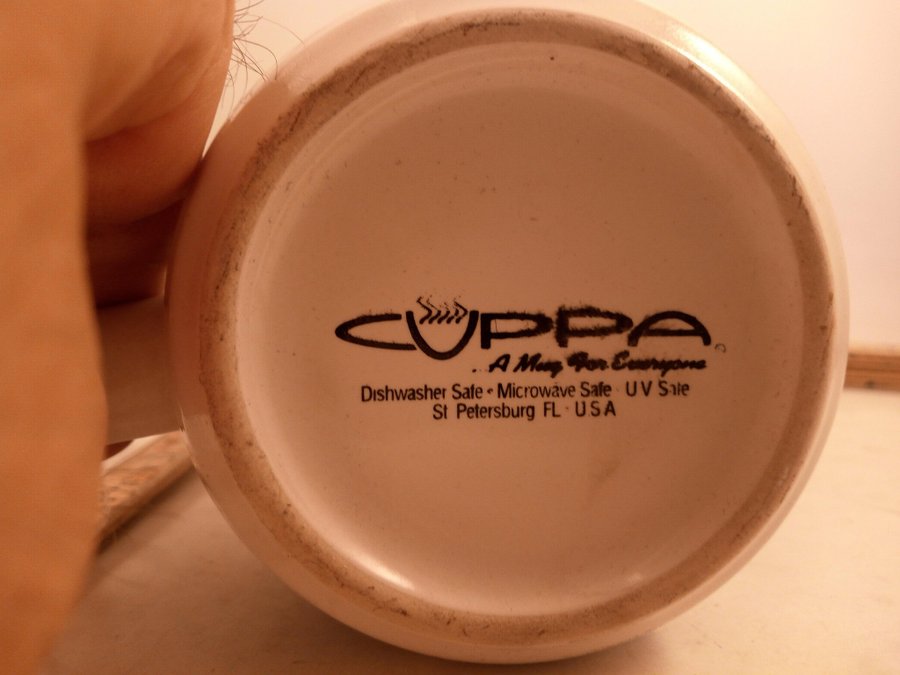 CUPPA
A Mug For Everyone
Dishwasher Safe · Microwave Safe · UV Safe
St Petersburg FL · USA